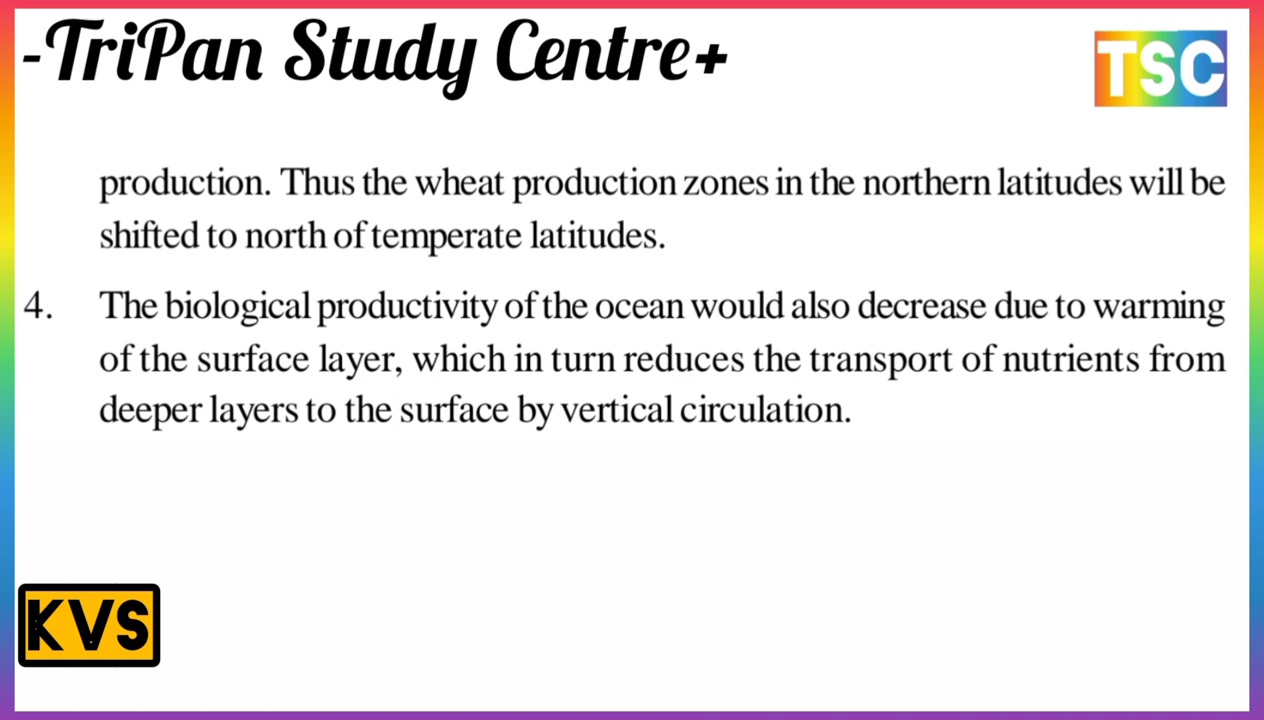 -TriPan Study Centre+
TSC
production. Thus the wheat production zones in the northern latitudes will be
shifted to north of temperate latitudes.
4. The biological productivity of the ocean would also decrease due to warming
of the surface layer, which in turn reduces the transport of nutrients from
deeper layers to the surface by vertical circulation.
KVS